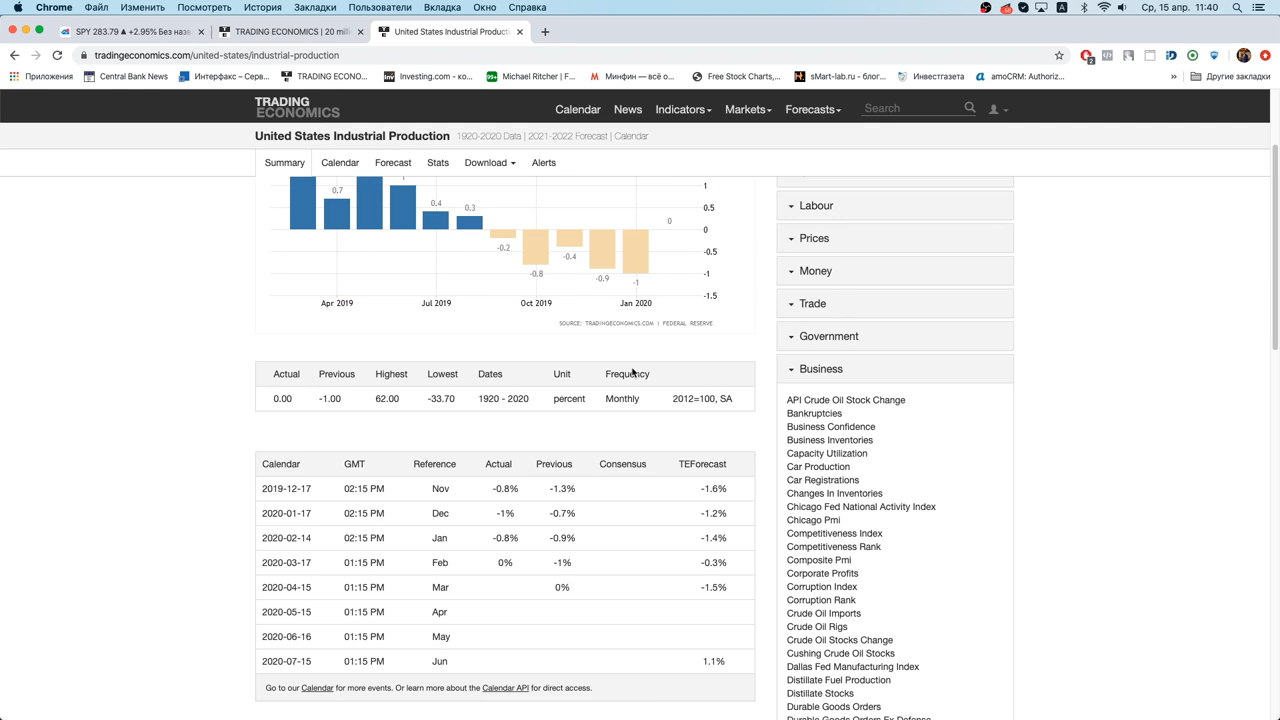 Chrome Файл Изменить Посмотреть История Закладки Пользователи Вкладка Окно Справка Ср, 15 апр. 11:40
SPY 283.79 ▲ +2.95% Без назв
TRADING ECONOMICS | 20 mill
United States Industrial Producti
tradingeconomics.com/united-states/industrial-production
Приложения Central Bank News Интерфакс – Серв... TRADING ECONO... Investing.com - ко... Michael Ritcher | F... Минфин — всё о... Free Stock Charts,... sMart-lab.ru - блог... Инвестгазета amoCRM: Authoriz... » Другие закладки
TRADING
ECONOMICS
Calendar News Indicators Markets Forecasts Search
United States Industrial Production 1920-2020 Data | 2021-2022 Forecast | Calendar
Summary Calendar Forecast Stats Download Alerts
0.7
0.4
0.3
-0.2
-0.8
-0.4
-0.9
-1
0
1
0.5
0
-0.5
-1
-1.5
Apr 2019 Jul 2019 Oct 2019 Jan 2020
SOURCE: TRADINGECONOMICS.COM | FEDERAL RESERVE
Actual Previous Highest Lowest Dates Unit Frequency
0.00 -1.00 62.00 -33.70 1920 - 2020 percent Monthly 2012=100, SA
Calendar GMT Reference Actual Previous Consensus TEForecast
2019-12-17 02:15 PM Nov -0.8% -1.3% -1.6%
2020-01-17 02:15 PM Dec -1% -0.7% -1.2%
2020-02-14 02:15 PM Jan -0.8% -0.9% -1.4%
2020-03-17 01:15 PM Feb 0% -1% -0.3%
2020-04-15 01:15 PM Mar 0% -1.5%
2020-05-15 01:15 PM Apr
2020-06-16 01:15 PM May
2020-07-15 01:15 PM Jun 1.1%
Go to our Calendar for more events. Or learn more about the Calendar API for direct access.
Labour
Prices
Money
Trade
Government
Business
API Crude Oil Stock Change
Bankruptcies
Business Confidence
Business Inventories
Capacity Utilization
Car Production
Car Registrations
Changes In Inventories
Chicago Fed National Activity Index
Chicago Pmi
Competitiveness Index
Competitiveness Rank
Composite Pmi
Corporate Profits
Corruption Index
Corruption Rank
Crude Oil Imports
Crude Oil Rigs
Crude Oil Stocks Change
Cushing Crude Oil Stocks
Dallas Fed Manufacturing Index
Distillate Fuel Production
Distillate Stocks
Durable Goods Orders
Durable Goods Orders Ex Defense